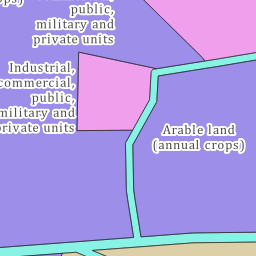 public,
military and
private units
Industrial,
commercial,
public,
military and
private units
Arable land
(annual crops)